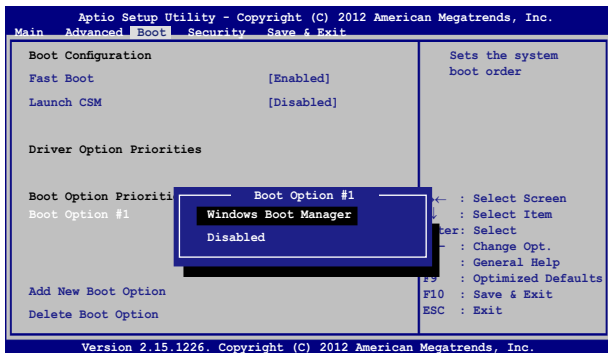 Aptio Setup Utility - Copyright (C) 2012 American Megatrends, Inc.
Main Advanced Boot Security Save & Exit
Boot Configuration
Fast Boot [Enabled]
Launch CSM [Disabled]
Driver Option Priorities
Boot Option Prioriti
Boot Option #1
Add New Boot Option
Delete Boot Option
Boot Option #1
Windows Boot Manager
Disabled
Sets the system
boot order
→← : Select Screen
: Select Item
ter: Select
- : Change Opt.
: General Help
F9 : Optimized Defaults
F10 : Save & Exit
ESC : Exit
Version 2.15.1226. Copyright (C) 2012 American Megatrends, Inc.